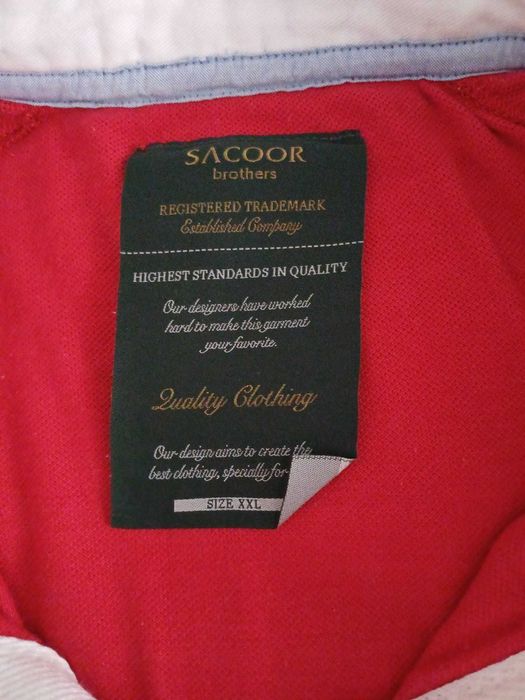 SACOOR
brothers
REGISTERED TRADEMARK
Established Company
HIGHEST STANDARDS IN QUALITY
Our designers have worked
hard to make this garment
your favorite.
Quality Clothing
Our design aims to create the
best clothing, specially for
SIZE XXL